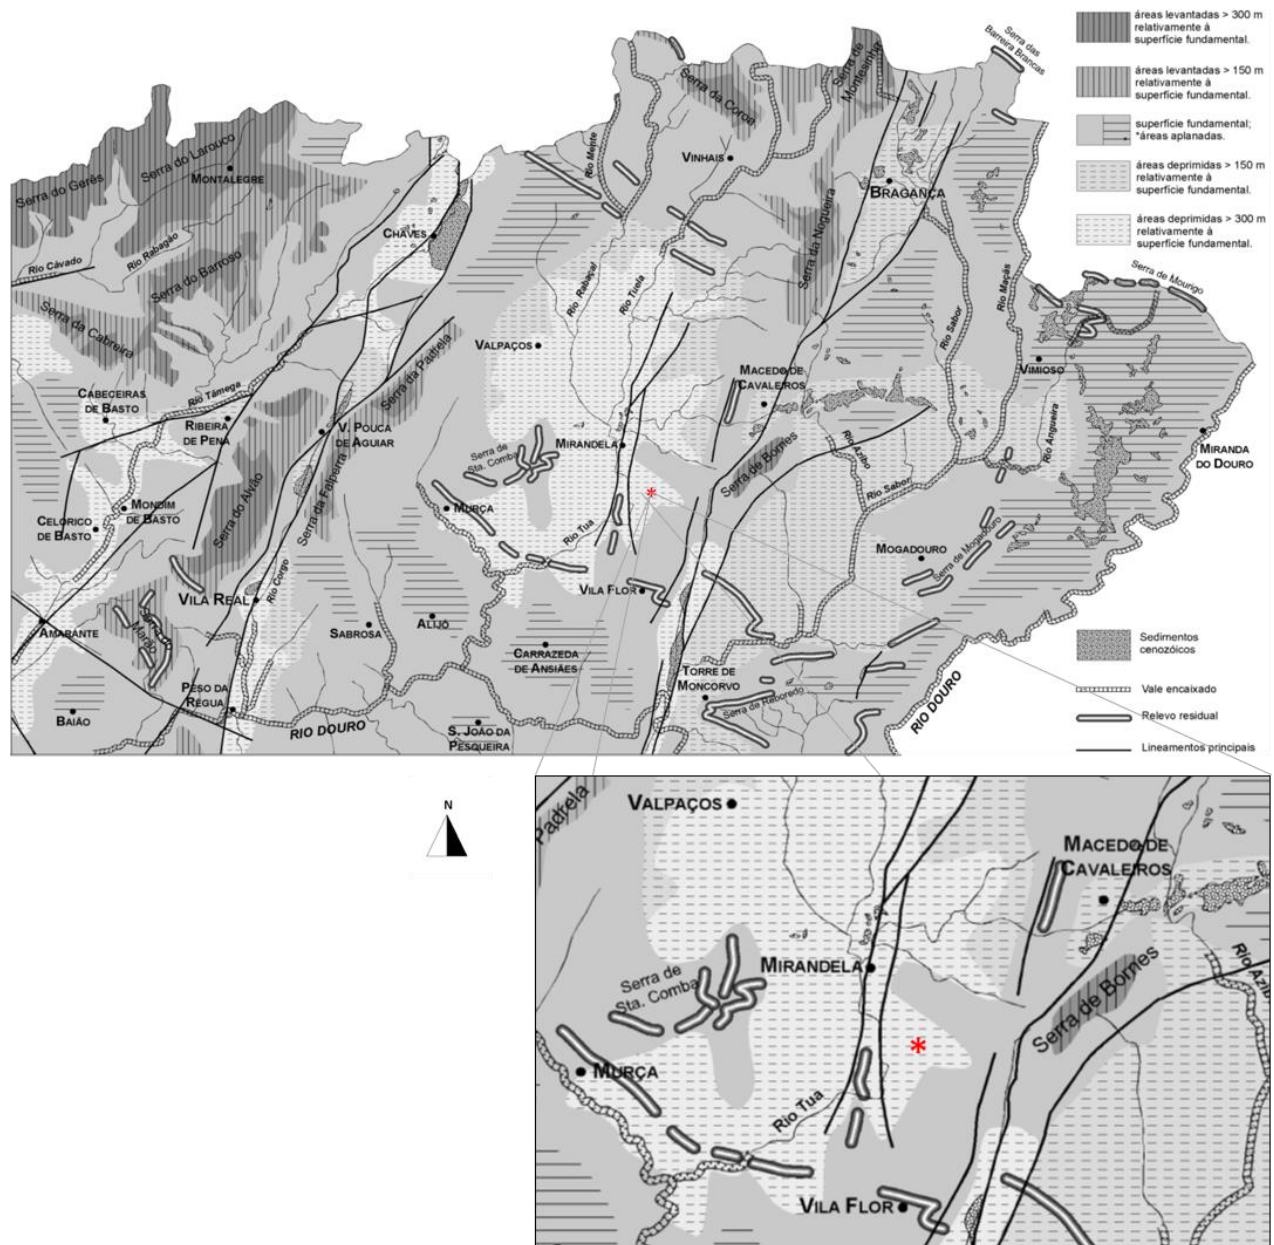 áreas levantadas > 300 m
relativamente à
superfície fundamental.
áreas levantadas > 150 m
relativamente à
superfície fundamental.
superfície fundamental;
*áreas aplanadas.
áreas deprimidas > 150 m
relativamente à
superfície fundamental.
áreas deprimidas > 300 m
relativamente à
superfície fundamental.
Serra das
Barreira Brancas
Serra de
Montesinho
Serra da Coroa
Rio Mente
VINHAIS
BRAGANÇA
Serra do Larouco
MONTALEGRE
Serra do Gerês
CHAVES
Rio Cávado
Rio Rabagão
Serra do Barroso
Serra da Cabreira
Serra da Nogueira
Rio Rabaçal
Rio Tuela
Rio Maçãs
Rio Sabor
Serra de Mourigo
VALPAÇOS
Serra da Padrela
VIMIOSO
MACEDO DE
CAVALEIROS
CABECEIRAS
DE BASTO
Rio Tâmega
RIBEIRA
DE PENA
V. POUCA
DE AGUIAR
MIRANDELA
Serra de
Sta. Comba
Serra de Bornes
Rio Azibo
Rio Angueira
MIRANDA
DO DOURO
Rio Sabor
Serra do Alvão
Serra da Falperra
MONDIM
DE BASTO
CELORICO
DE BASTO
MURÇA
Rio Tua
MOGADOURO
Serra de Mogadouro
VILA FLOR
VILA REAL
Rio Corgo
AMARANTE
Serra do
Marão
SABROSA
ALIJÓ
CARRAZEDA
DE ANSIÃES
TORRE DE
MONCORVO
Serra de Reboredo
PESO DA
RÉGUA
BAIÃO
RIO DOURO
S. JOÃO DA
PESQUEIRA
RIO DOURO
Sedimentos
cenozóicos
Vale encaixado
Relevo residual
Lineamentos principais
N
Padrela
VALPAÇOS
MACEDO DE
CAVALEIROS
Serra de
Sta. Comba
MIRANDELA
Serra de Bornes
Rio Azib
MURÇA
Rio Tua
VILA FLOR